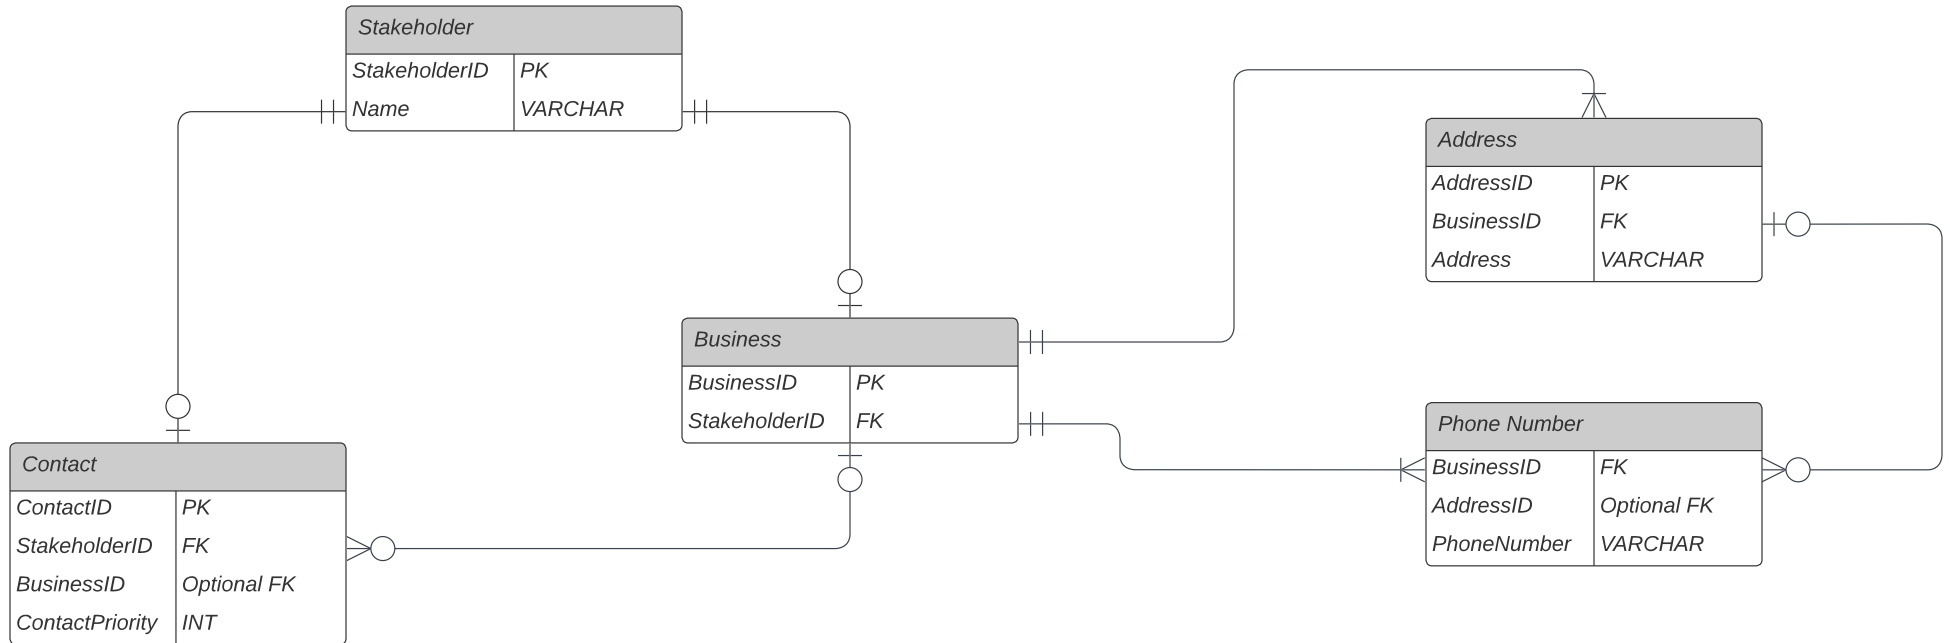 Stakeholder
StakeholderID PK
Name VARCHAR
Address
AddressID PK
BusinessID FK
Address VARCHAR
Business
BusinessID PK
StakeholderID FK
Phone Number
BusinessID FK
AddressID Optional FK
PhoneNumber VARCHAR
Contact
ContactID PK
StakeholderID FK
BusinessID Optional FK
ContactPriority INT